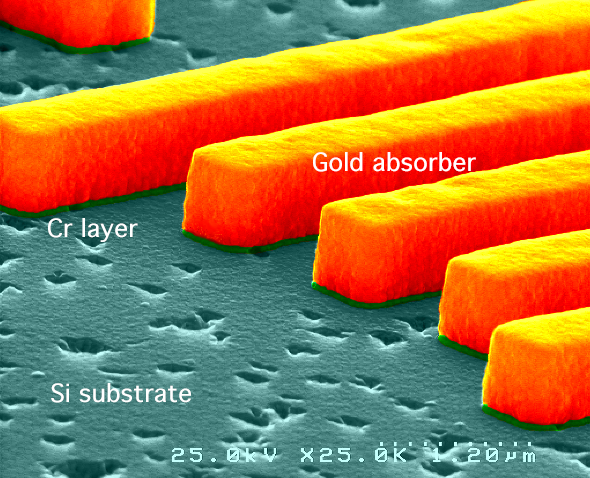 Gold absorber
Cr layer
Si substrate
25.0kV X25.0K 1.20µm